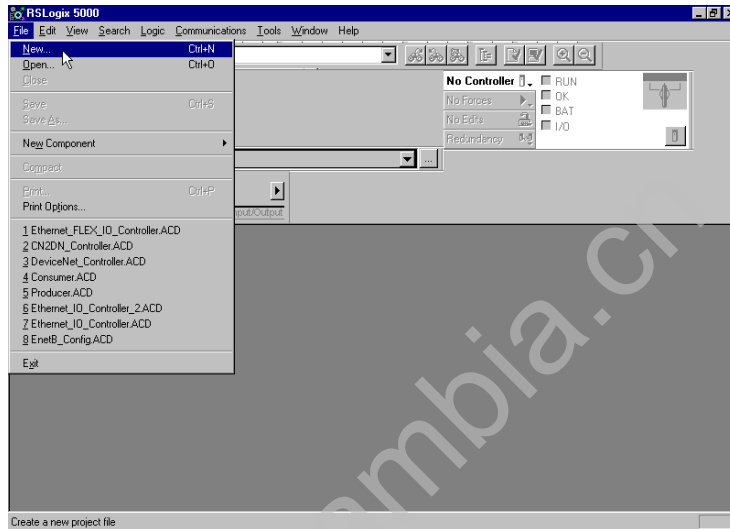 RSLogix 5000
File Edit View Search Logic Communications Tools Window Help
New... Ctrl+N
Open... Ctrl+O
Close
Save Ctrl+S
Save As...
New Component
Compact
Print... Ctrl+P
Print Options...
1 Ethernet_FLEX_IO_Controller.ACD
2 CN2DN_Controller.ACD
3 DeviceNet_Controller.ACD
4 Consumer.ACD
5 Producer.ACD
6 Ethernet_IO_Controller_2.ACD
7 Ethernet_IO_Controller.ACD
8 EnetB_Config.ACD
Exit
No Controller
No Forces
No Edits
Redundancy
RUN
OK
BAT
I/O
...
put/Output
ambia.cn
Create a new project file